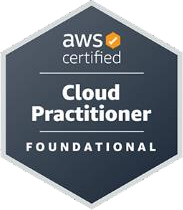 aws
certified
Cloud
Practitioner
FOUNDATIONAL